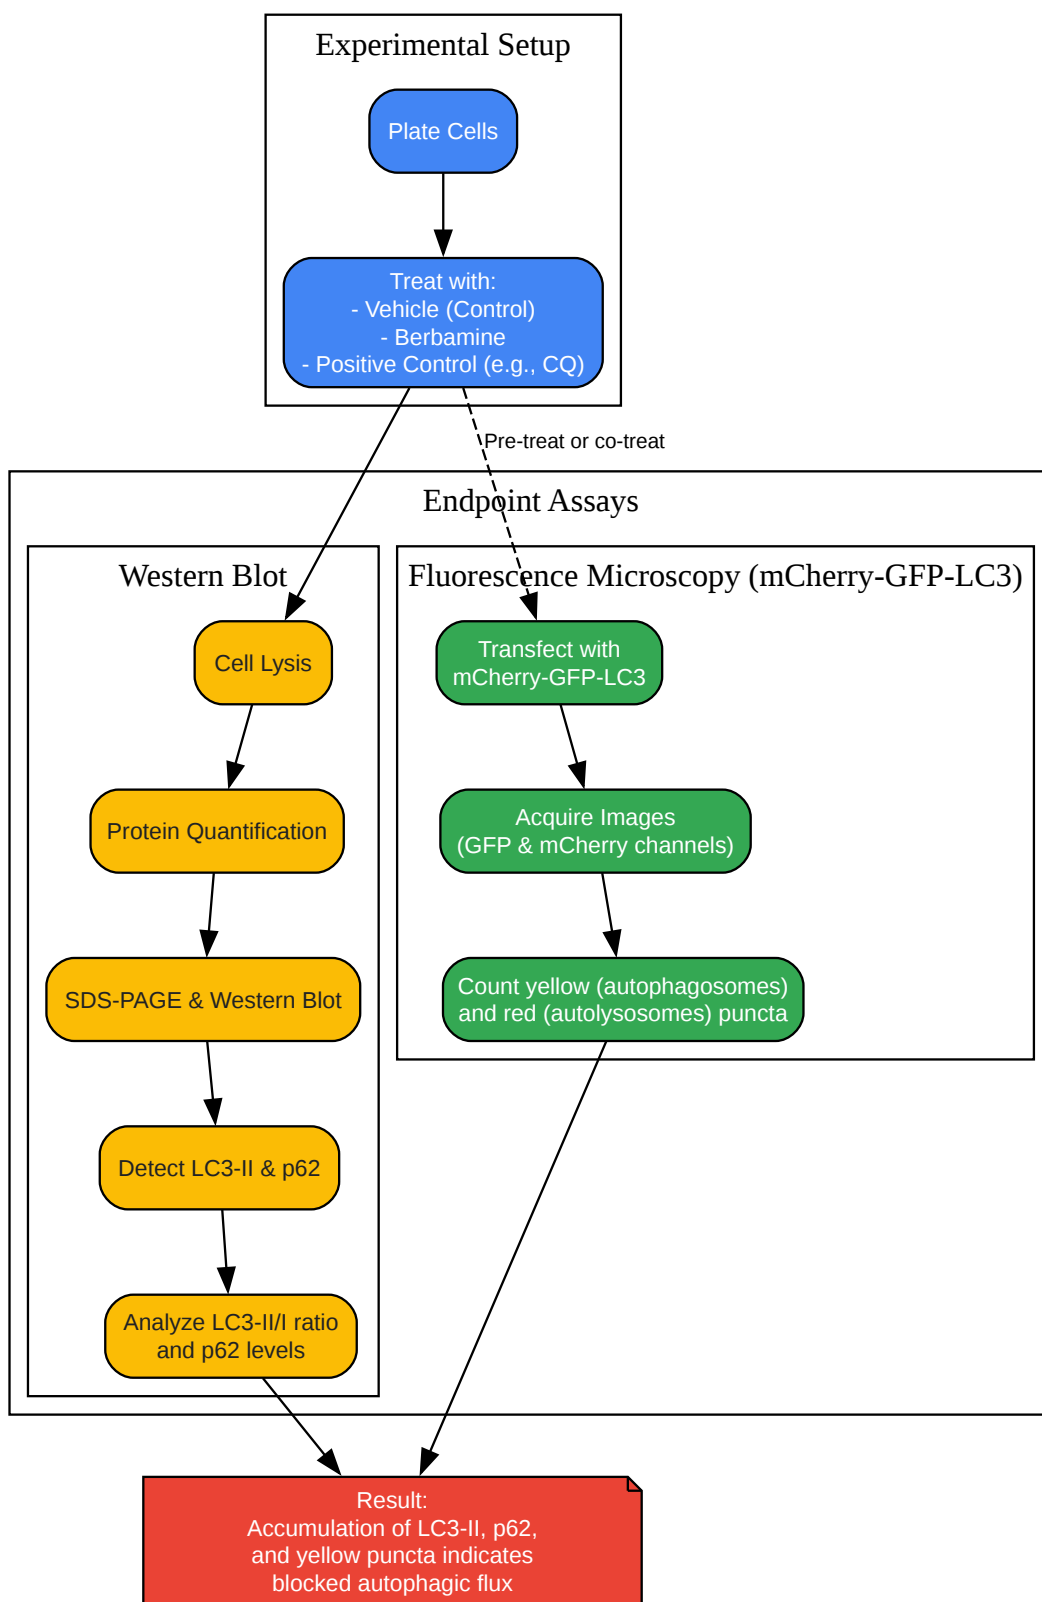 Experimental Setup
Plate Cells
Treat with:
- Vehicle (Control)
- Berbamine
- Positive Control (e.g., CQ)
Pre-treat or co-treat
Endpoint Assays
Western Blot
Cell Lysis
Protein Quantification
SDS-PAGE & Western Blot
Detect LC3-II & p62
Analyze LC3-II/I ratio
and p62 levels
Fluorescence Microscopy (mCherry-GFP-LC3)
Transfect with
mCherry-GFP-LC3
Acquire Images
(GFP & mCherry channels)
Count yellow (autophagosomes)
and red (autolysosomes) puncta
Result:
Accumulation of LC3-II, p62,
and yellow puncta indicates
blocked autophagic flux